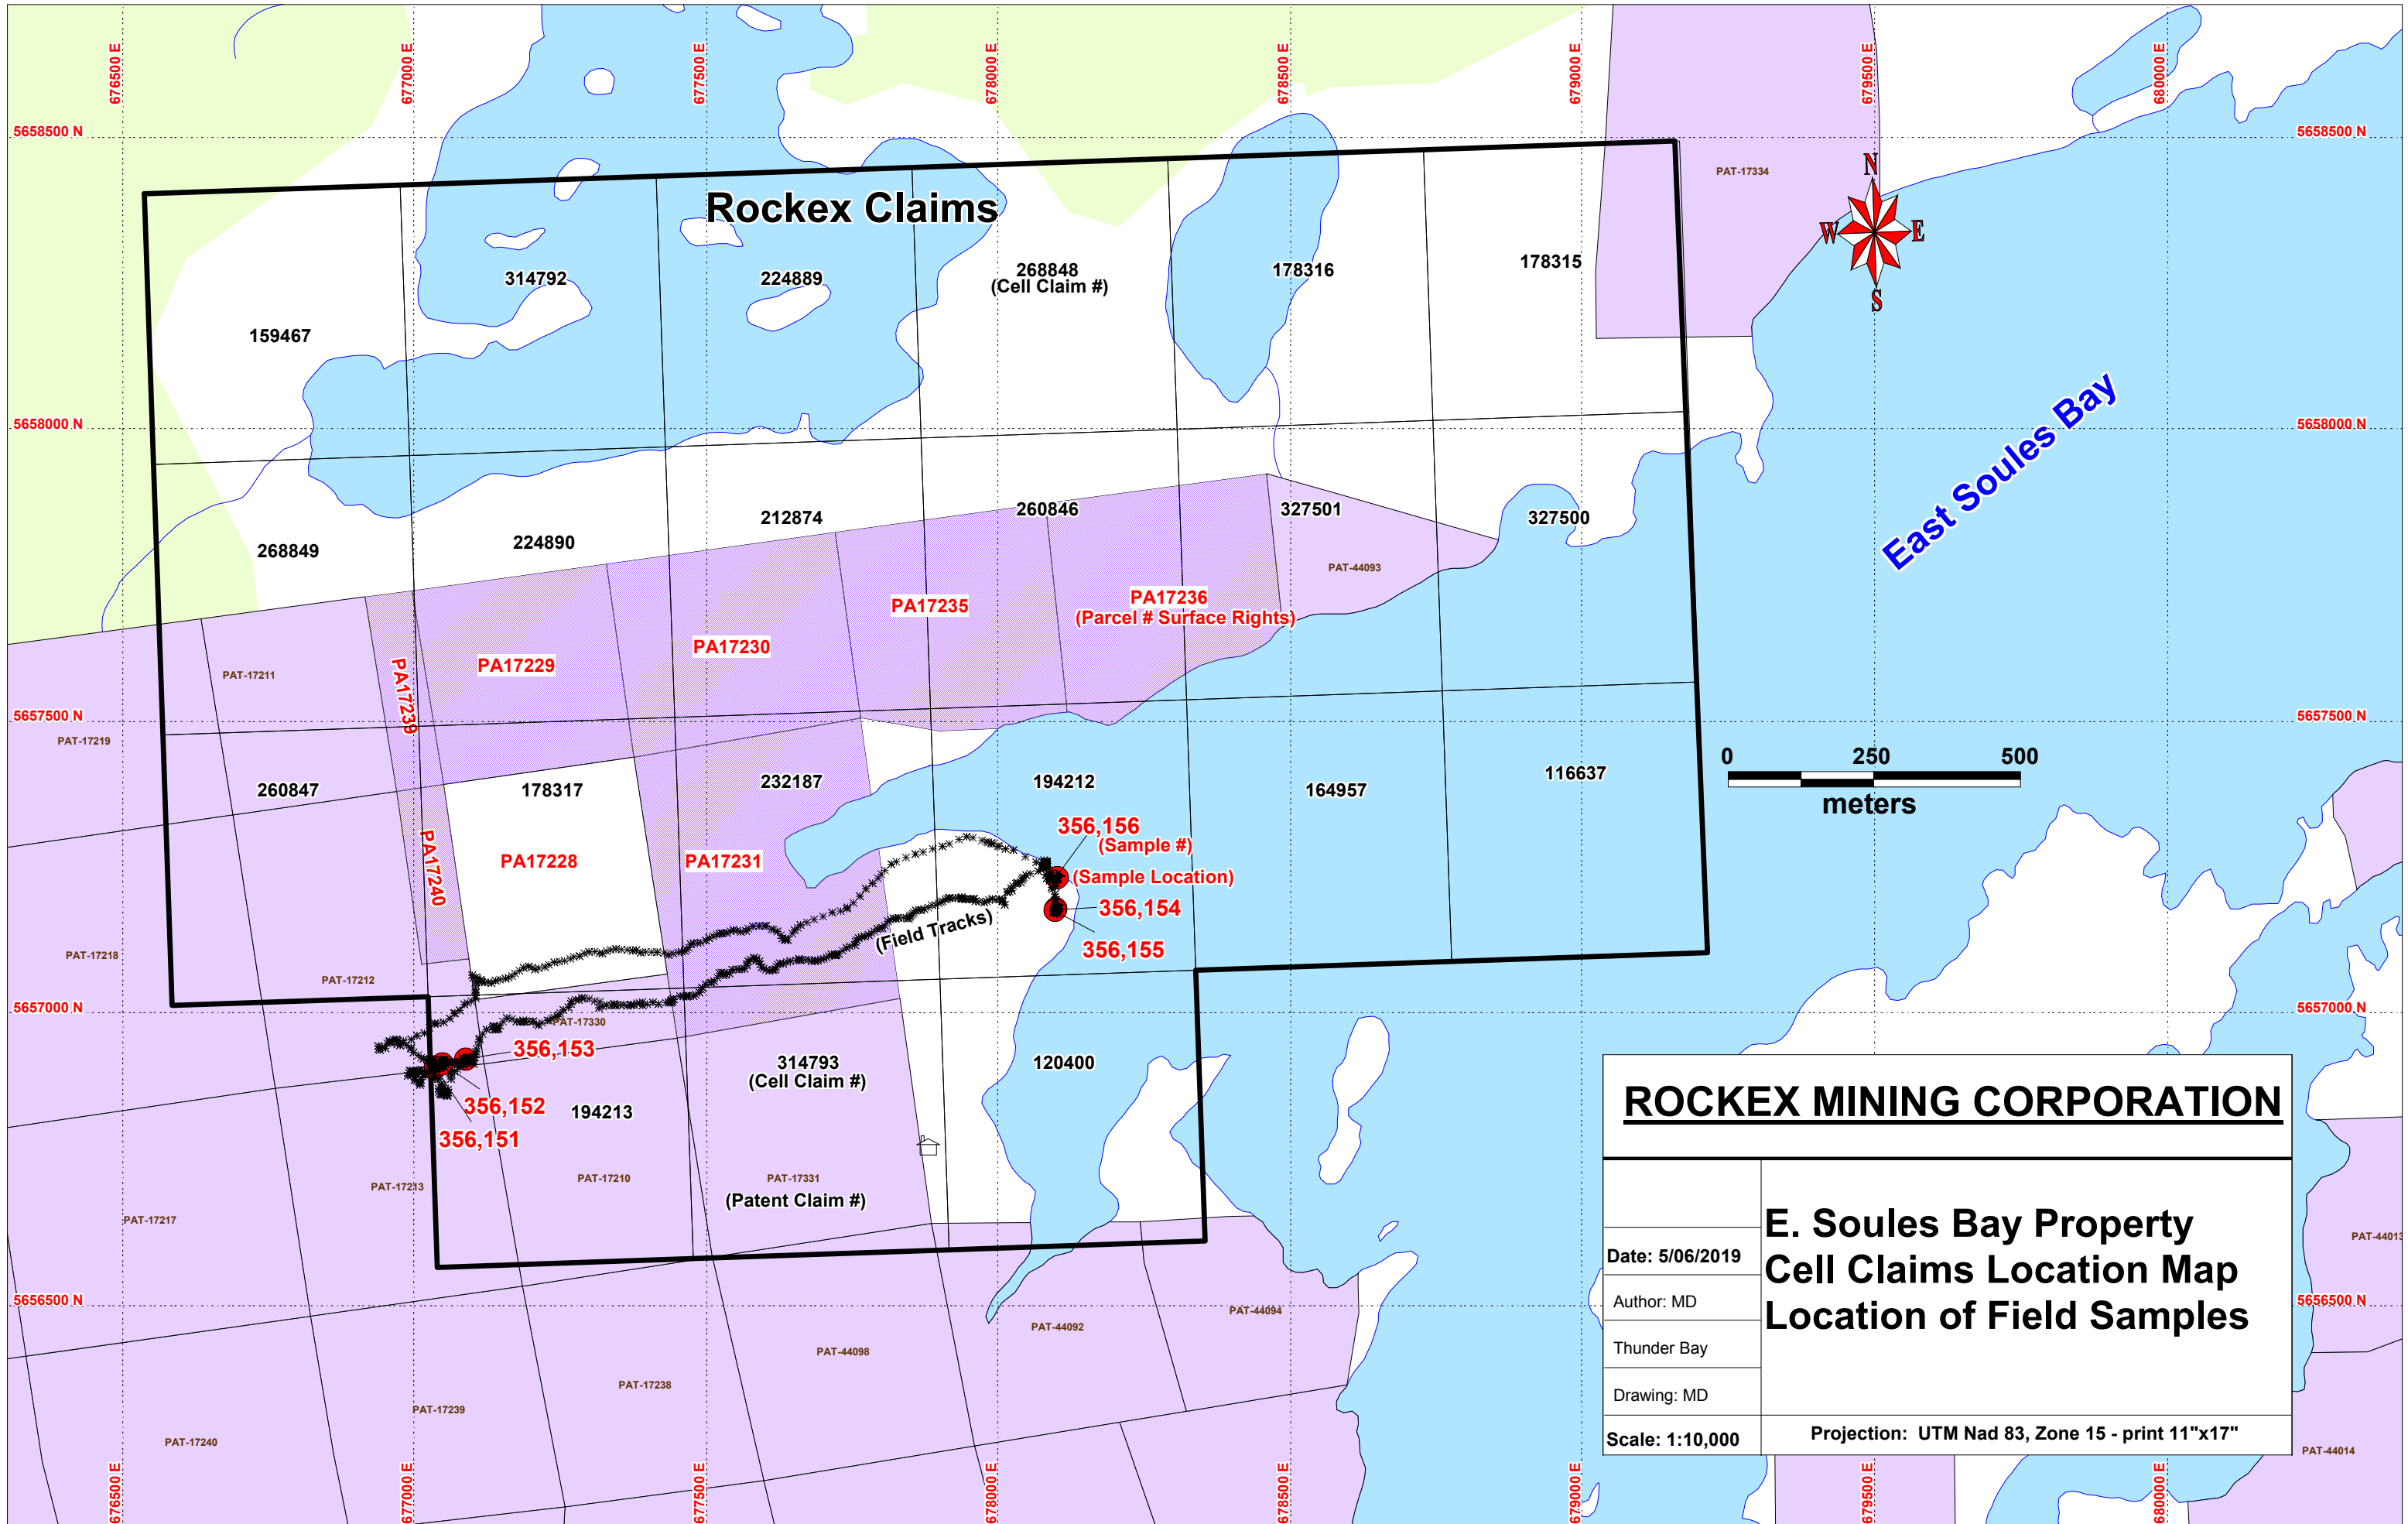 676500 E
677000 E
677500 E
678000 E
678500 E
679000 E
679500 E
680000 E
5658500 N
5658500 N
PAT-17334
N
W
E
S
Rockex Claims
314792
224889
268848
(Cell Claim #)
178316
178315
159467
East Soules Bay
5658000 N
5658000 N
268849
224890
212874
260846
327501
327500
PAT-44093
PA17236
(Parcel # Surface Rights)
PA17235
PA17230
PA17229
PA17239
PAT-17211
5657500 N
5657500 N
PAT-17219
260847
178317
232187
194212
164957
116637
0
250
500
meters
356,156
(Sample #)
PA17240
PA17228
PA17231
(Sample Location)
356,154
(Field Tracks)
356,155
PAT-17218
PAT-17212
5657000 N
5657000 N
PAT-17330
356,153
314793
(Cell Claim #)
120400
356,152
194213
356,151
PAT-17213
PAT-17210
PAT-17331
(Patent Claim #)
PAT-17217
ROCKEX MINING CORPORATION
E. Soules Bay Property
Cell Claims Location Map
Location of Field Samples
Date: 5/06/2019
Author: MD
Thunder Bay
Drawing: MD
Scale: 1:10,000
Projection: UTM Nad 83, Zone 15 - print 11"x17"
PAT-44013
5656500 N
5656500 N
PAT-44094
PAT-44092
PAT-44098
PAT-17238
PAT-17239
PAT-17240
PAT-44014
676500 E
677000 E
677500 E
678000 E
678500 E
679000 E
679500 E
680000 E